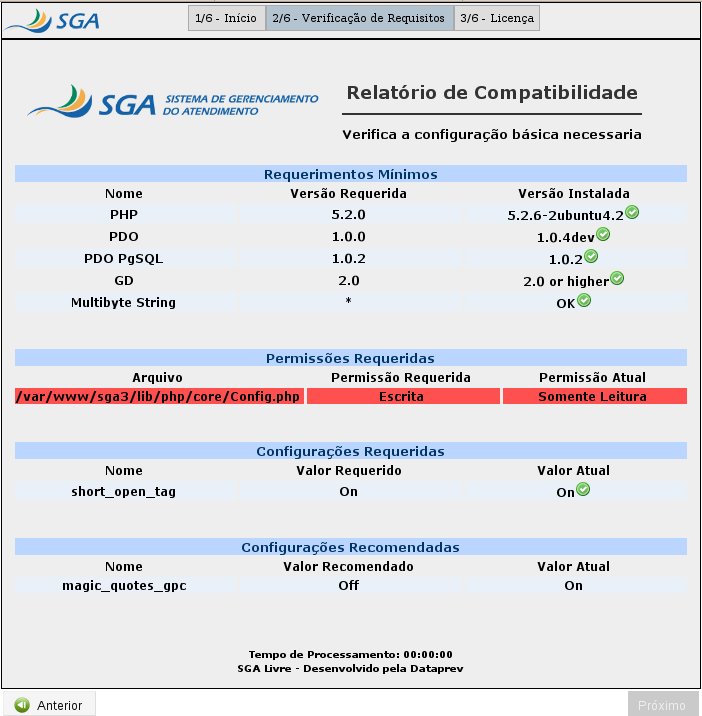 SGA 1/6 - Início 2/6 - Verificação de Requisitos 3/6 - Licença
SGA SISTEMA DE GERENCIAMENTO DO ATENDIMENTO
Relatório de Compatibilidade
Verifica a configuração básica necessaria
Requerimentos Mínimos
Nome Versão Requerida Versão Instalada
PHP 5.2.0 5.2.6-2ubuntu4.2
PDO 1.0.0 1.0.4dev
PDO PgSQL 1.0.2 1.0.2
GD 2.0 2.0 or higher
Multibyte String * OK
Permissões Requeridas
Arquivo Permissão Requerida Permissão Atual
/var/www/sga3/lib/php/core/Config.php Escrita Somente Leitura
Configurações Requeridas
Nome Valor Requerido Valor Atual
short_open_tag On On
Configurações Recomendadas
Nome Valor Recomendado Valor Atual
magic_quotes_gpc Off On
Tempo de Processamento: 00:00:00
SGA Livre - Desenvolvido pela Dataprev
Anterior Próximo